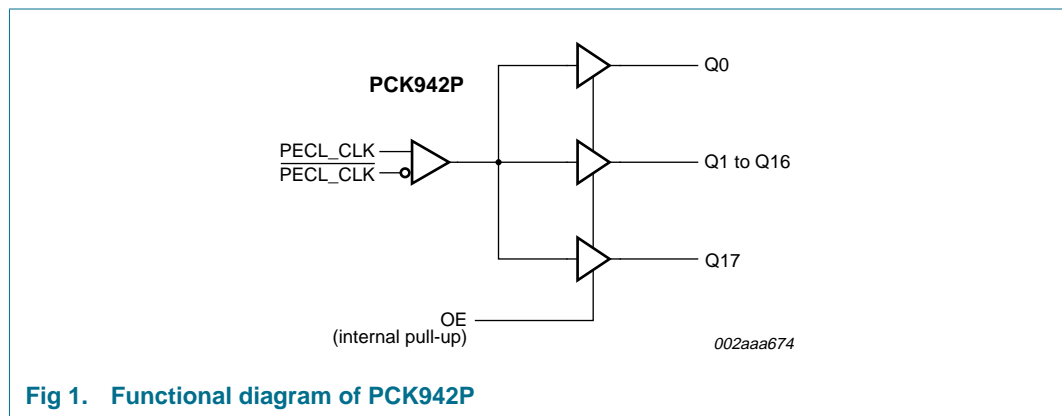 PCK942P
PECL_CLK
PECL_CLK
Q0
Q1 to Q16
Q17
OE
(internal pull-up)
002aaa674
Fig 1. Functional diagram of PCK942P